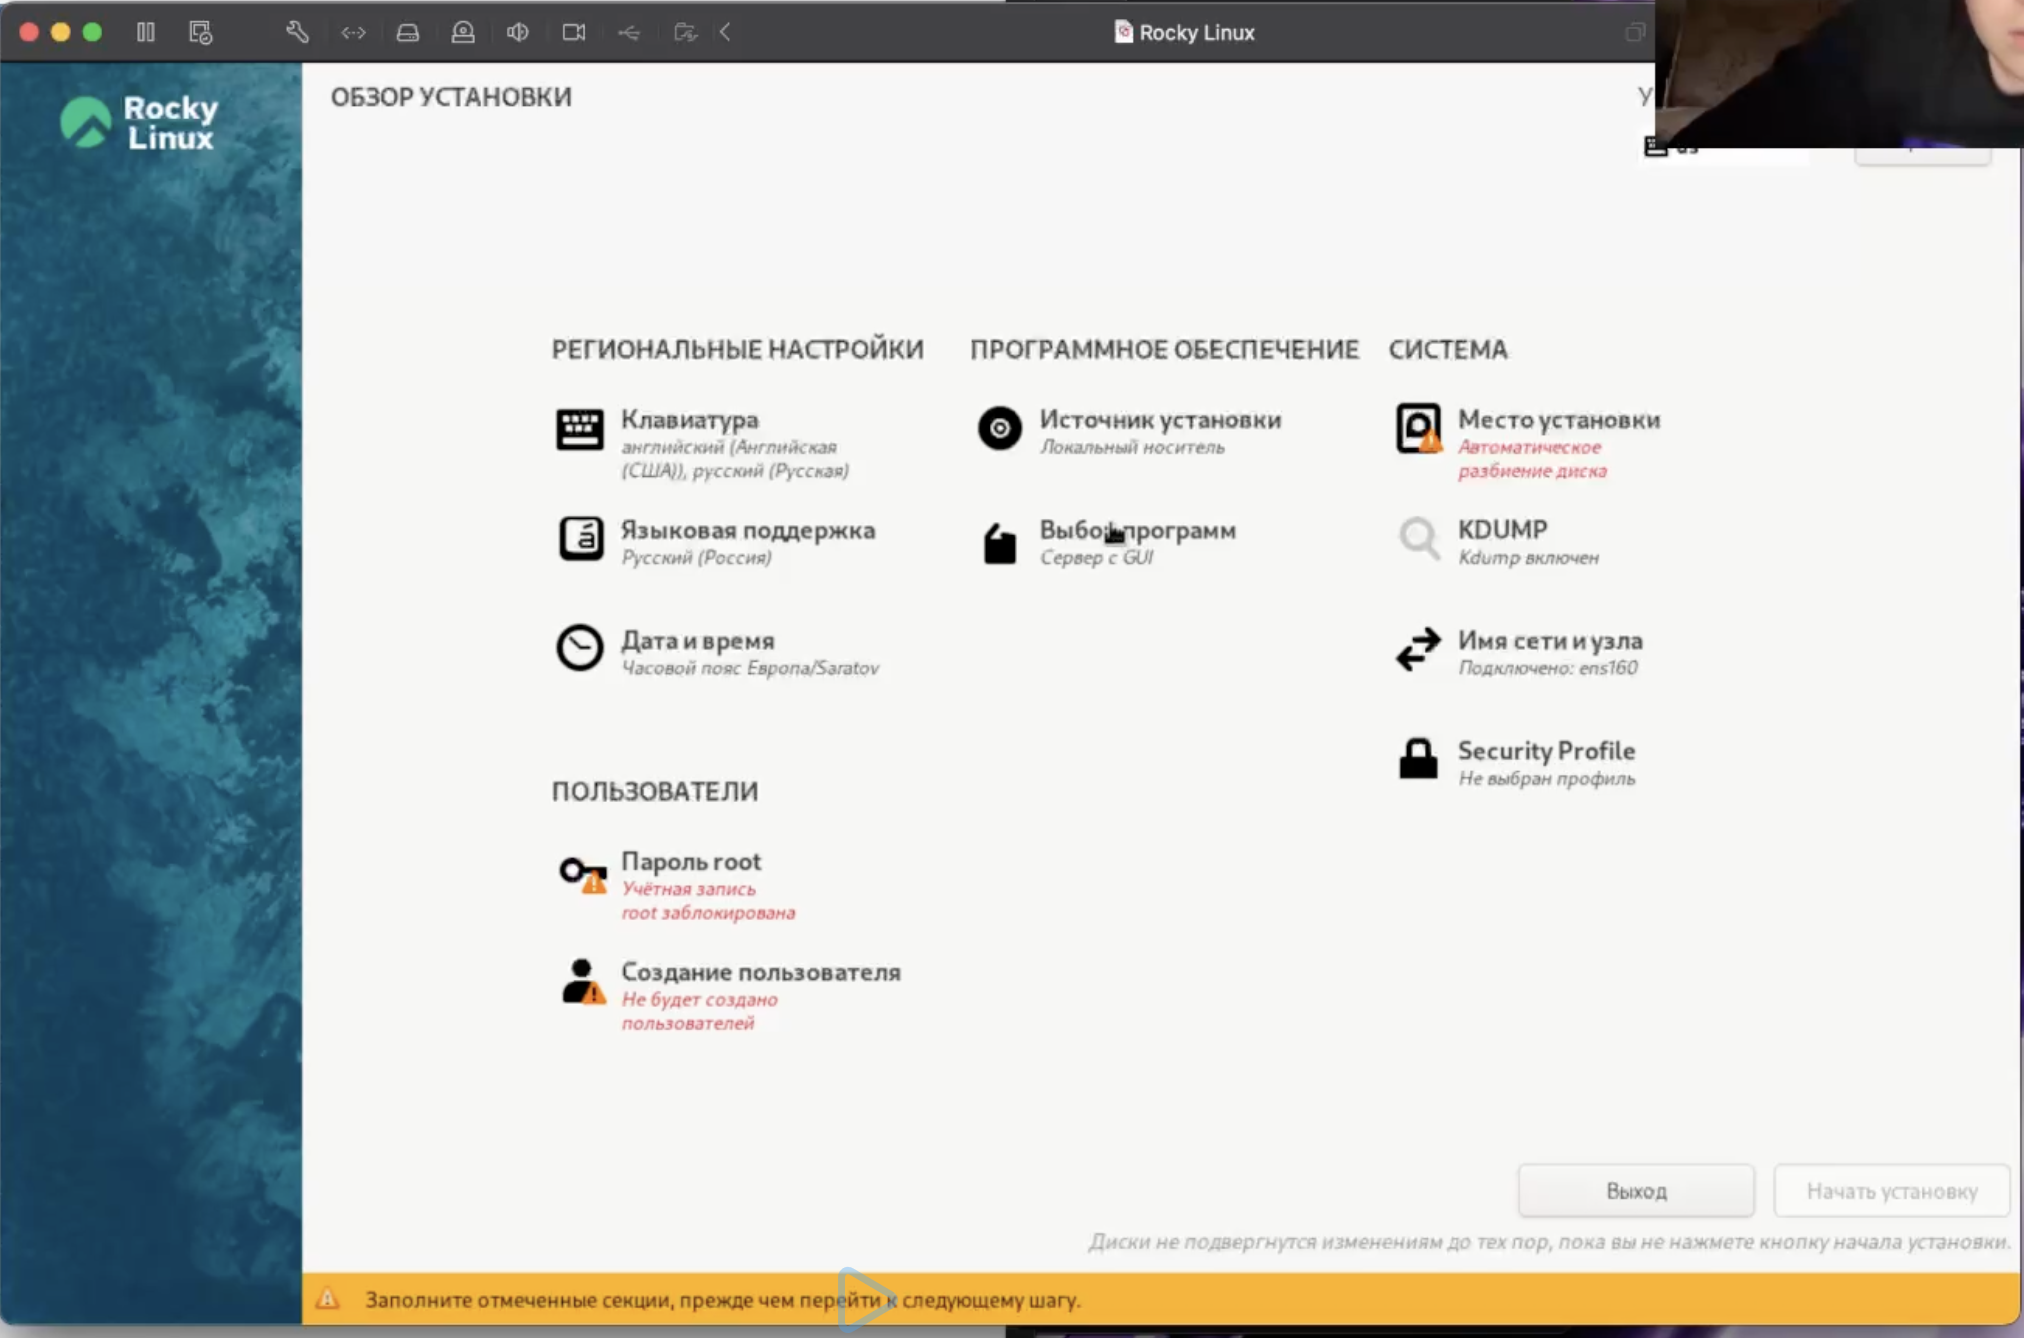 Rocky Linux
Rocky
Linux
ОБЗОР УСТАНОВКИ
РЕГИОНАЛЬНЫЕ НАСТРОЙКИ
Клавиатура
английский (Английская
(США)), русский (Русская)
Языковая поддержка
Русский (Россия)
Дата и время
Часовой пояс Европа/Saratov
ПРОГРАММНОЕ ОБЕСПЕЧЕНИЕ
Источник установки
Локальный носитель
Выбор программ
Сервер с GUI
СИСТЕМА
Место установки
Автоматическое
разбиение диска
KDUMP
Kdump включен
Имя сети и узла
Подключено: ens160
Security Profile
Не выбран профиль
ПОЛЬЗОВАТЕЛИ
Пароль root
Учётная запись
root заблокирована
Создание пользователя
Не будет создано
пользователей
Выход
Начать установку
Диски не подвергнутся изменениям до тех пор, пока вы не нажмете кнопку начала установки.
Заполните отмеченные секции, прежде чем перейти к следующему шагу.